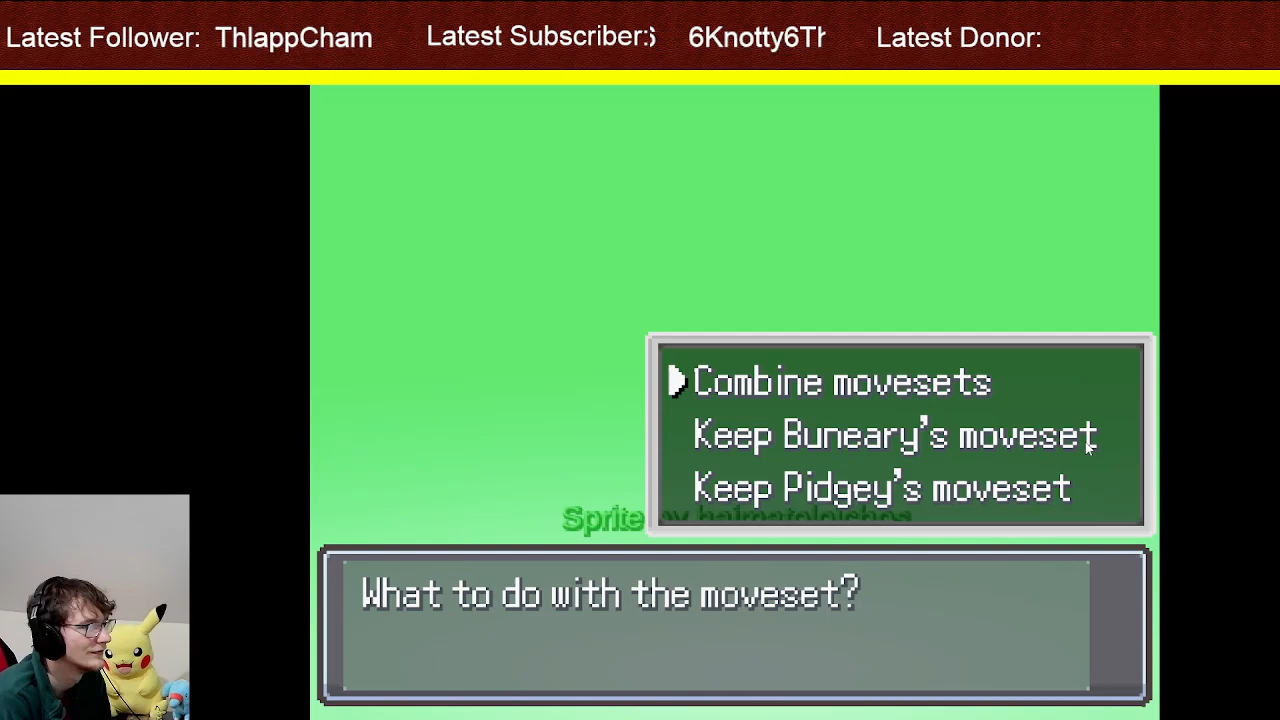 Latest Follower: ThlappCham
Latest Subscriber: 6Knotty6Th
Latest Donor:
Combine movesets
Keep Buneary's moveset
Keep Pidgey's moveset
Sprite
What to do with the moveset?